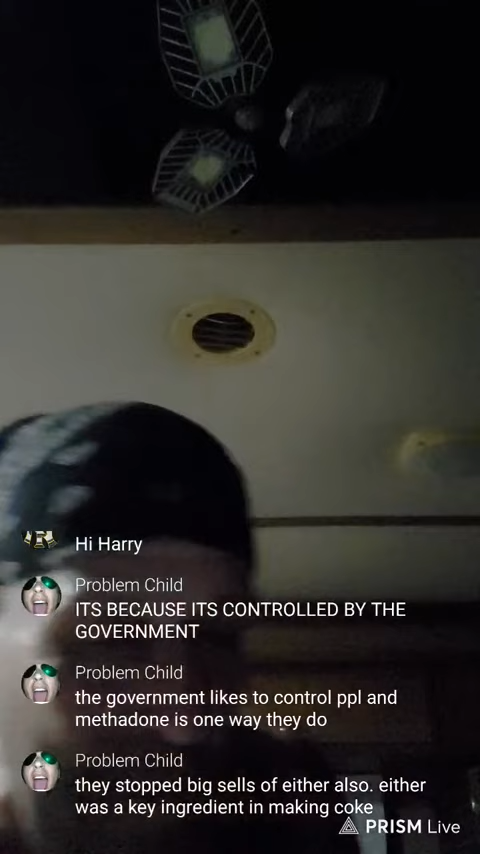 Hi Harry
Problem Child
ITS BECAUSE ITS CONTROLLED BY THE
GOVERNMENT
Problem Child
the government likes to control ppl and
methadone is one way they do
Problem Child
they stopped big sells of either also. either
was a key ingredient in making coke
PRISM Live